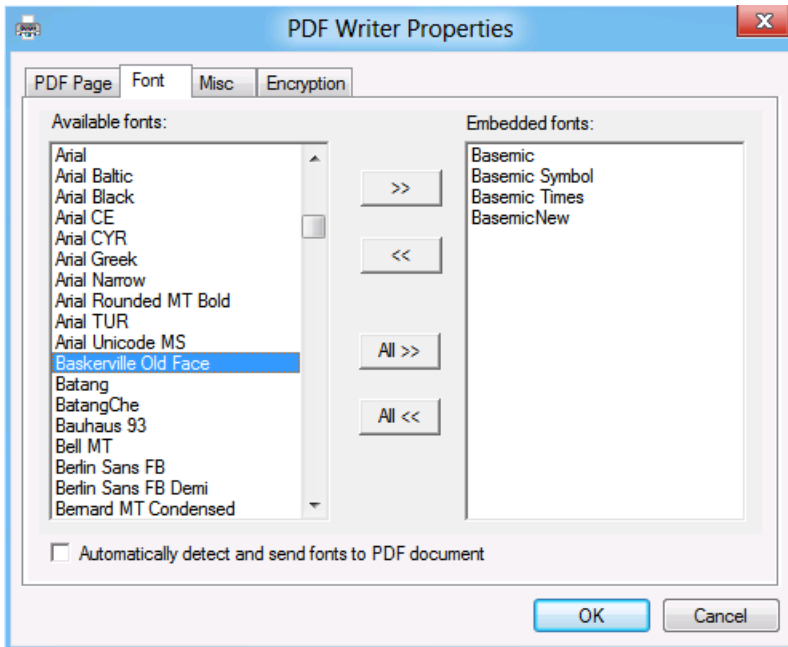 PDF Writer Properties
x
PDF Page Font Misc Encryption
Available fonts:
Arial
Arial Baltic
Arial Black
Arial CE
Arial CYR
Arial Greek
Arial Narrow
Arial Rounded MT Bold
Arial TUR
Arial Unicode MS
Baskerville Old Face
Batang
BatangChe
Bauhaus 93
Bell MT
Berlin Sans FB
Berlin Sans FB Demi
Bernard MT Condensed
>>
<<
All >>
All <<
Embedded fonts:
Basemic
Basemic Symbol
Basemic Times
BasemicNew
Automatically detect and send fonts to PDF document
OK Cancel